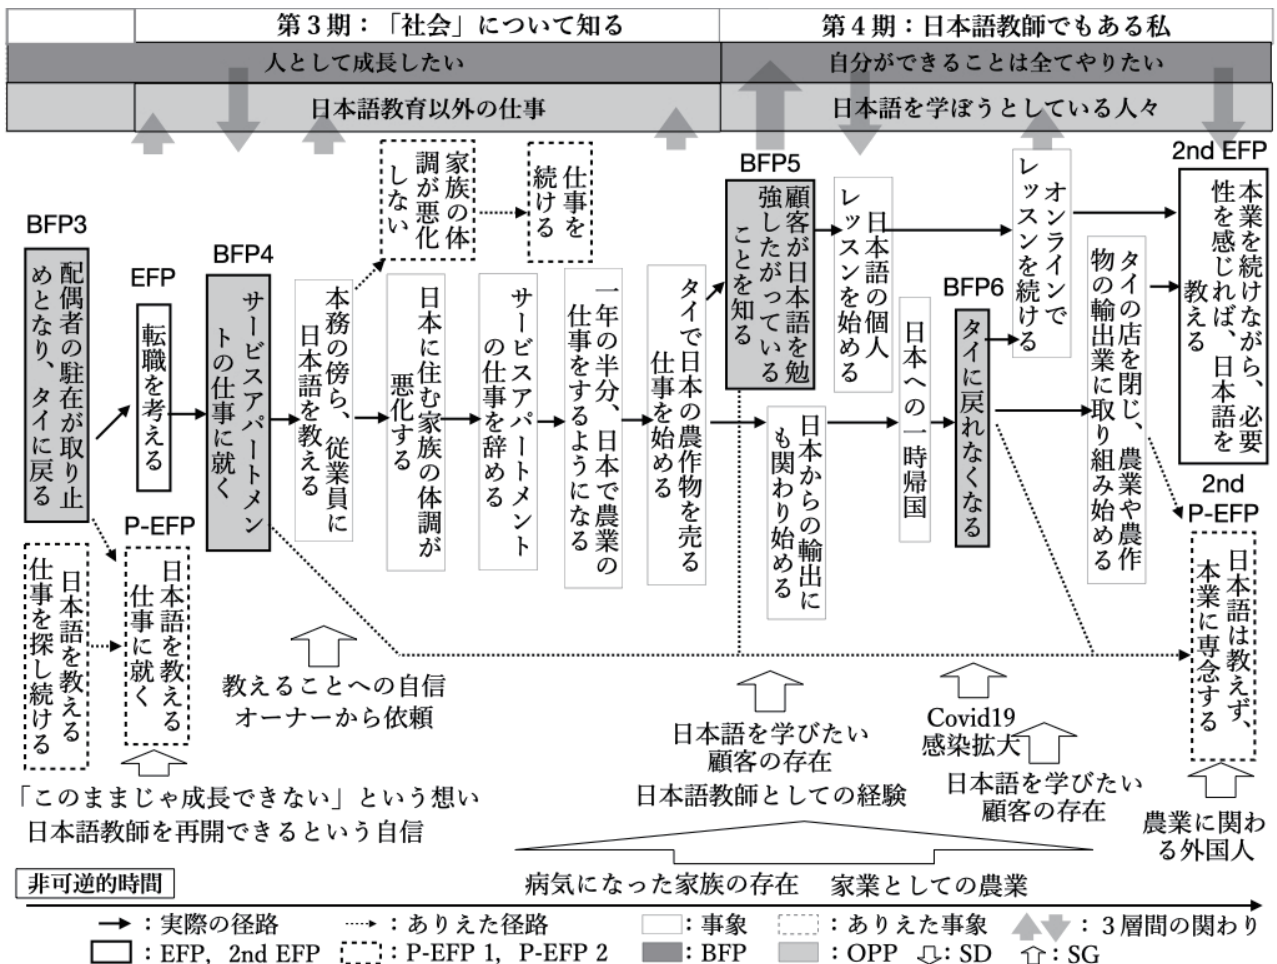 第３期：「社会」について知る
第４期：日本語教師でもある私
人として成長したい
自分ができることは全てやりたい
日本語教育以外の仕事
日本語を学ぼうとしている人々
BFP3
配偶者の駐在が取り止
めとなり、タイに戻る
日本語を教える
仕事を探し続ける
EFP
転職を考える
P-EFP
日本語を教える
仕事に就く
BFP4
サービスアパートメン
トの仕事に就く
本務の傍ら、従業員に
日本語を教える
家族の体
調が悪化
しない
仕事を
続ける
日本に住む家族の体調が
悪化する
サービスアパートメント
の仕事を辞める
一年の半分、日本で農業の
仕事をするようになる
タイで日本の農作物を売る
仕事を始める
BFP5
顧客が日本語を勉
強したがっている
ことを知る
日本語の個人
レッスンを始める
日本からの輸出に
も関わり始める
日本への一時帰国
BFP6
タイに戻れなくなる
オンラインで
レッスンを続ける
タイの店を閉じ、農業や農作
物の輸出業に取り組み始める
2nd EFP
本業を続けながら、必要
性を感じれば、日本語を
教える
2nd
P-EFP
日本語は教えず、
本業に専念する
教えることへの自信
オーナーから依頼
「このままじゃ成長できない」という想い
日本語教師を再開できるという自信
日本語を学びたい
顧客の存在
日本語教師としての経験
Covid19
感染拡大
日本語を学びたい
顧客の存在
農業に関わ
る外国人
病気になった家族の存在
家業としての農業
非可逆的時間
：実際の径路
：ありえた径路
：事象
：ありえた事象
：３層間の関わり
：EFP，2nd EFP
：P-EFP 1，P-EFP 2
：BFP
：OPP
：SD
：SG